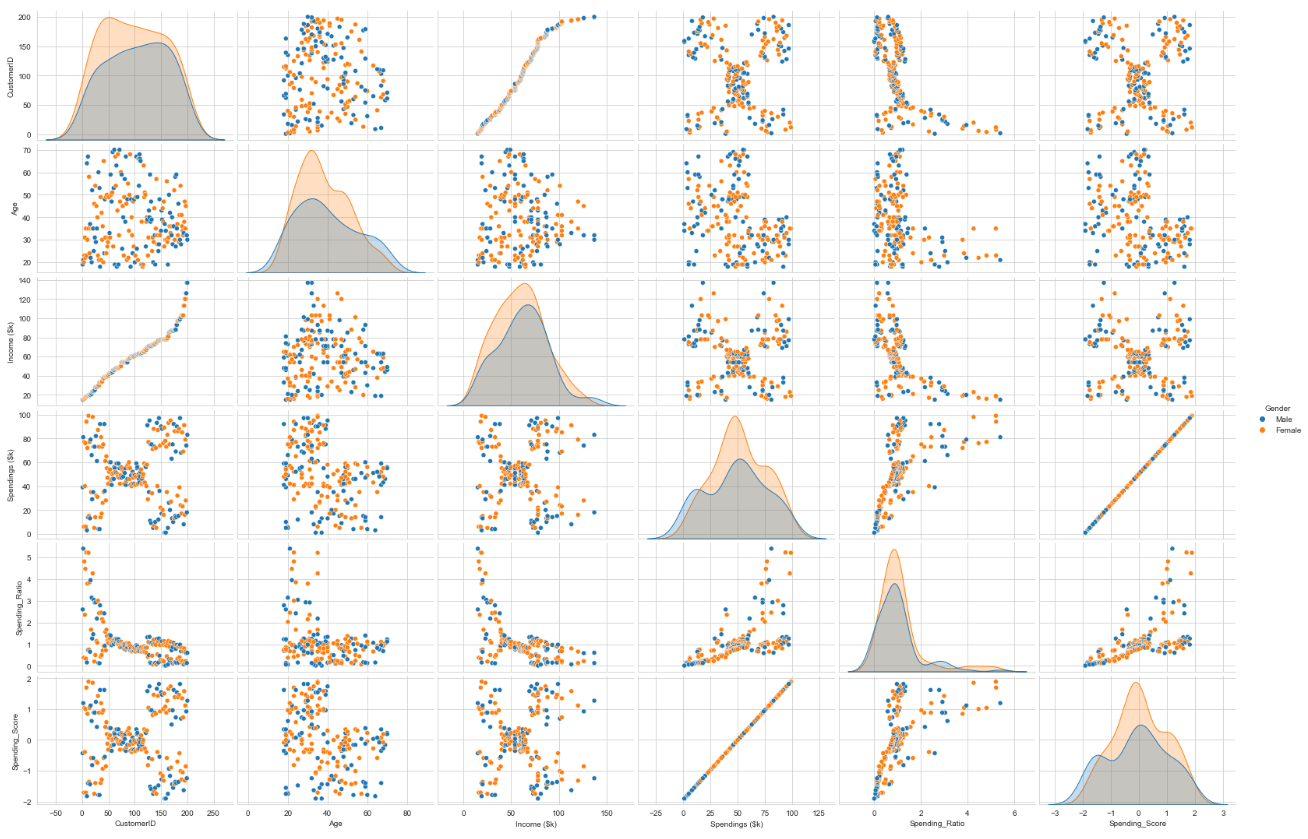 200
150
100
50
0
CustomerID
70
60
50
40
30
20
Age
140
120
100
80
60
40
20
Income ($k)
Gender
Male
Female
100
80
60
40
20
0
Spendings ($k)
5
4
3
2
1
0
Spending_Ratio
2
1
0
−1
−2
Spending_Score
−50 0 50 100 150 200 250
0 20 40 60 80
0 50 100 150
−25 0 25 50 75 100 125
0 2 4 6
−3 −2 −1 0 1 2 3
CustomerID Age Income ($k) Spendings ($k) Spending_Ratio Spending_Score